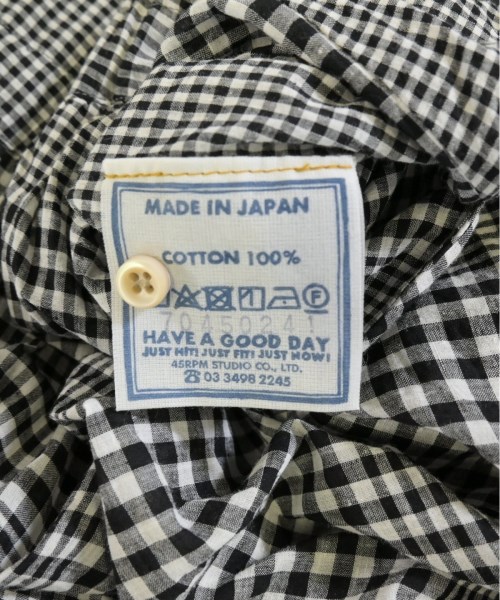 MADE IN JAPAN
COTTON 100%
F
70450241
HAVE A GOOD DAY
JUST HIT! JUST FIT! JUST NOW!
45RPM STUDIO CO., LTD.
☎ 03 3498 2245